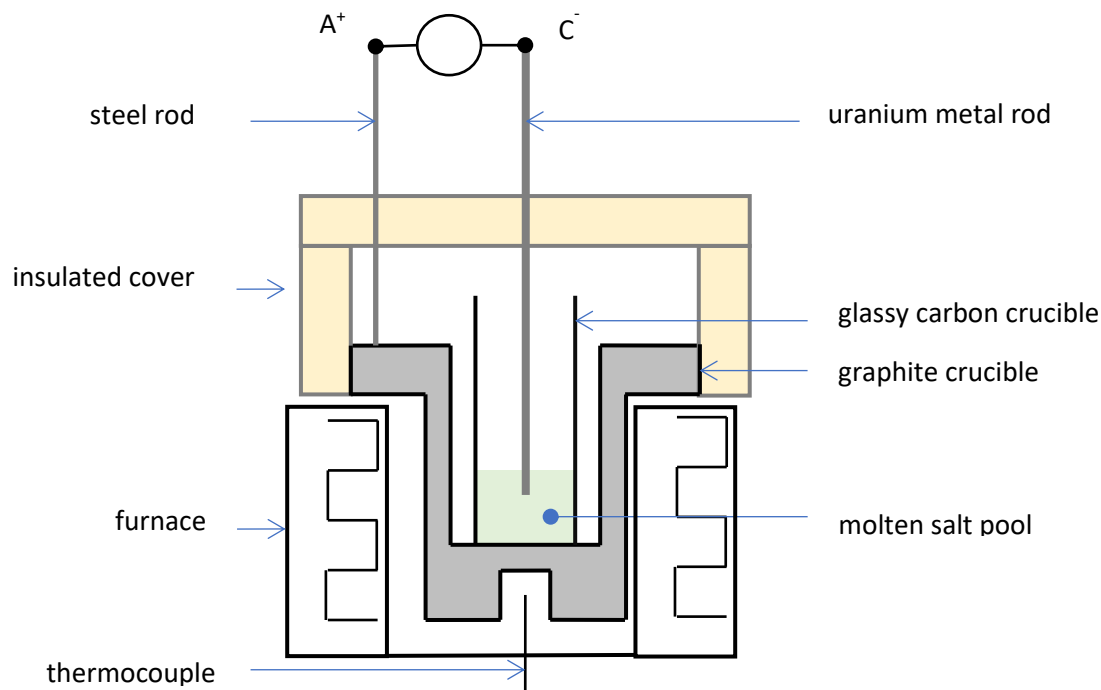 A⁺
C⁻
steel rod
uranium metal rod
insulated cover
glassy carbon crucible
graphite crucible
furnace
molten salt pool
thermocouple